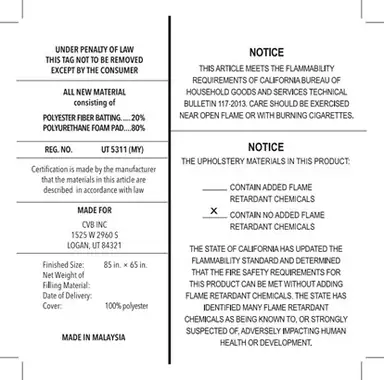 UNDER PENALTY OF LAW
THIS TAG NOT TO BE REMOVED
EXCEPT BY THE CONSUMER
ALL NEW MATERIAL
consisting of
POLYESTER FIBER BATTING.....20%
POLYURETHANE FOAM PAD....80%
REG. NO. UT 5311 (MY)
Certification is made by the manufacturer
that the materials in this article are
described in accordance with law
MADE FOR
CVB INC
1525 W 2960 S
LOGAN, UT 84321
Finished Size: 85 in. × 65 in.
Net Weight of
Filling Material:
Date of Delivery:
Cover: 100% polyester
MADE IN MALAYSIA
NOTICE
THIS ARTICLE MEETS THE FLAMMABILITY
REQUIREMENTS OF CALIFORNIA BUREAU OF
HOUSEHOLD GOODS AND SERVICES TECHNICAL
BULLETIN 117-2013. CARE SHOULD BE EXERCISED
NEAR OPEN FLAME OR WITH BURNING CIGARETTES.
NOTICE
THE UPHOLSTERY MATERIALS IN THIS PRODUCT:
_____ CONTAIN ADDED FLAME
RETARDANT CHEMICALS
X CONTAIN NO ADDED FLAME
RETARDANT CHEMICALS
THE STATE OF CALIFORNIA HAS UPDATED THE
FLAMMABILITY STANDARD AND DETERMINED
THAT THE FIRE SAFETY REQUIREMENTS FOR
THIS PRODUCT CAN BE MET WITHOUT ADDING
FLAME RETARDANT CHEMICALS. THE STATE HAS
IDENTIFIED MANY FLAME RETARDANT
CHEMICALS AS BEING KNOWN TO, OR STRONGLY
SUSPECTED OF, ADVERSELY IMPACTING HUMAN
HEALTH OR DEVELOPMENT.